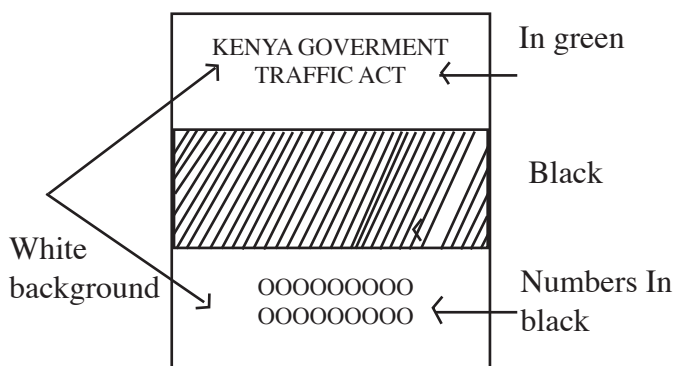 KENYA GOVERMENT
TRAFFIC ACT
In green
Black
White
background
OOOOOOOOO
OOOOOOOOO
Numbers In
black